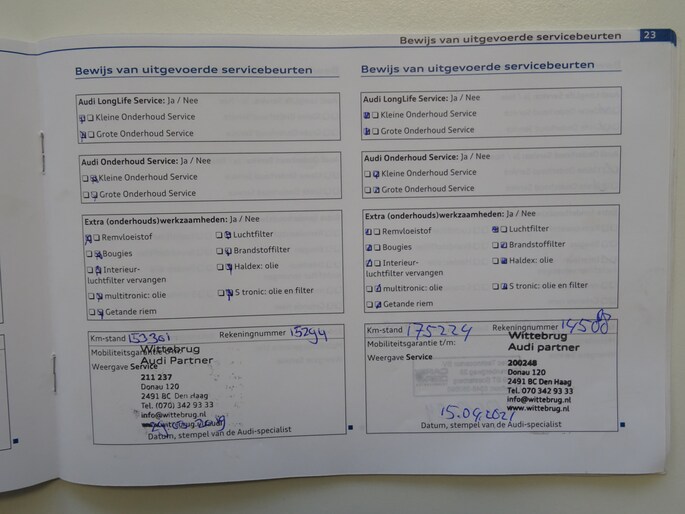 Bewijs van uitgevoerde servicebeurten 23
Bewijs van uitgevoerde servicebeurten
Audi LongLife Service: Ja / Nee
Kleine Onderhoud Service
Grote Onderhoud Service
Audi Onderhoud Service: Ja / Nee
Kleine Onderhoud Service
Grote Onderhoud Service
Extra (onderhouds)werkzaamheden: Ja / Nee
Remvloeistof
Luchtfilter
Bougies
Brandstoffilter
Interieur-
luchtfilter vervangen
Haldex: olie
multitronic: olie
S tronic: olie en filter
Getande riem
Km-stand 153361 Rekeningnummer 15294
Mobiliteitsgarantie t/m:
Wittebrug
Audi Partner
Weergave Service
211 237
Donau 120
2491 BC Den Haag
Tel. (070) 342 93 33
info@wittebrug.nl
www.wittebrug.nl
Datum, stempel van de Audi-specialist
Bewijs van uitgevoerde servicebeurten
Audi LongLife Service: Ja / Nee
Kleine Onderhoud Service
Grote Onderhoud Service
Audi Onderhoud Service: Ja / Nee
Kleine Onderhoud Service
Grote Onderhoud Service
Extra (onderhouds)werkzaamheden: Ja / Nee
Remvloeistof
Luchtfilter
Bougies
Brandstoffilter
Interieur-
luchtfilter vervangen
Haldex: olie
multitronic: olie
S tronic: olie en filter
Getande riem
Km-stand 175224 Rekeningnummer
Mobiliteitsgarantie t/m:
Wittebrug
Audi partner
Weergave Service
200248
Donau 120
2491 BC Den Haag
Tel. 070 342 93 33
info@wittebrug.nl
www.wittebrug.nl
15.04.2021
Datum, stempel van de Audi-specialist